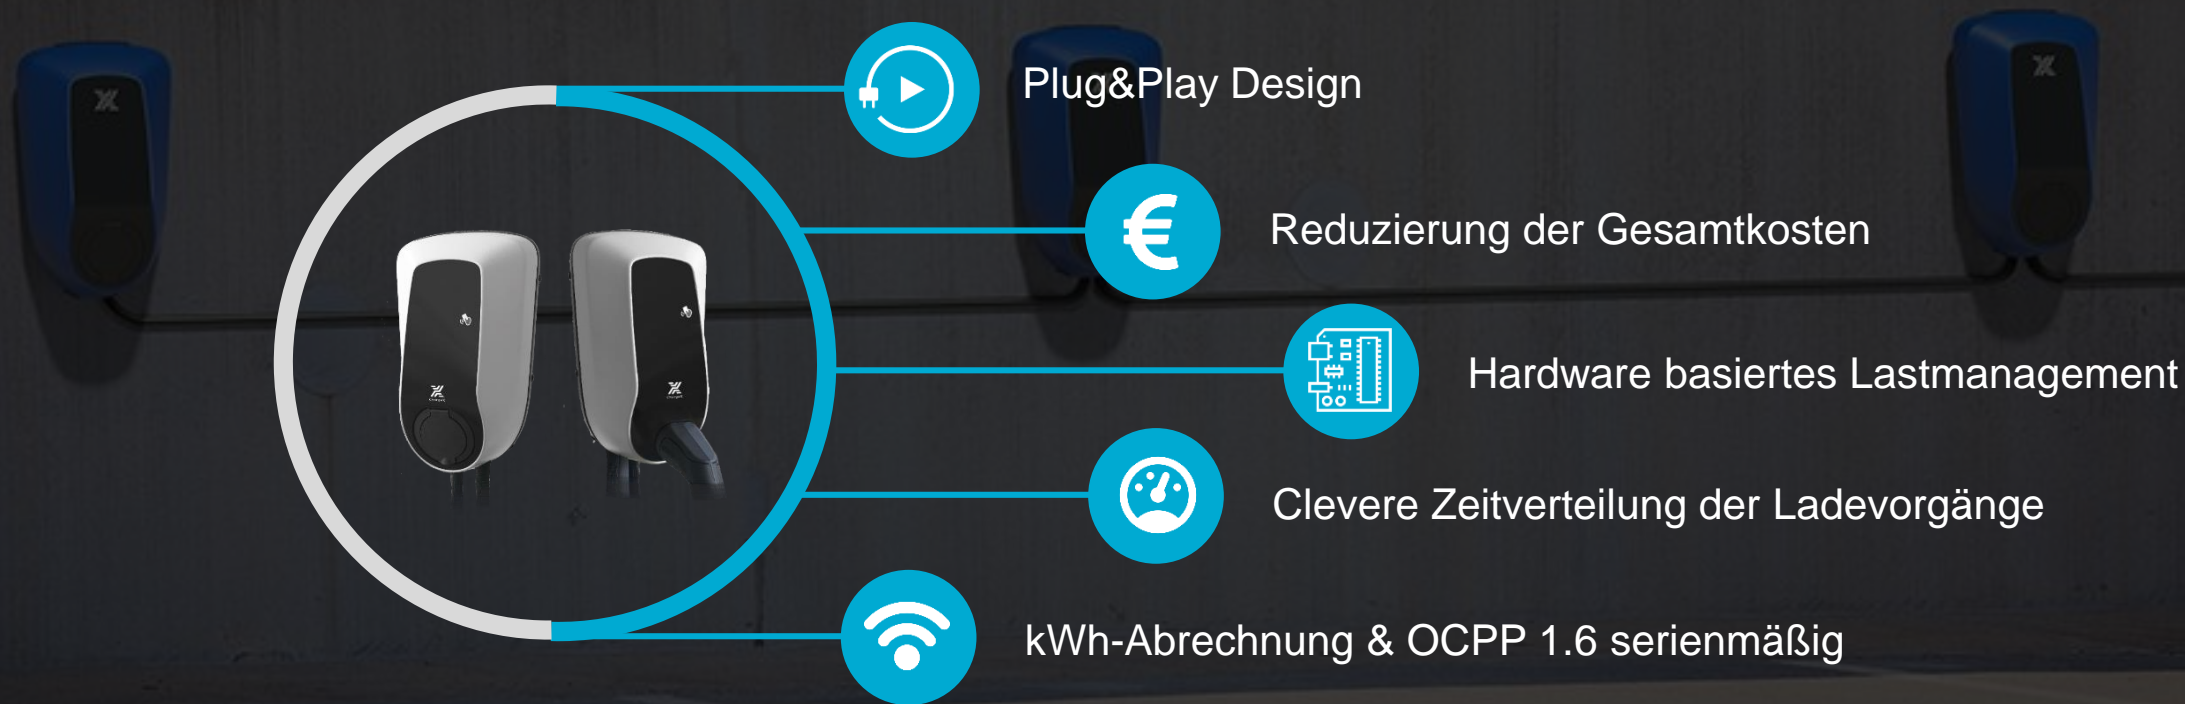 Plug&Play Design
Reduzierung der Gesamtkosten
Hardware basiertes Lastmanagement
Clevere Zeitverteilung der Ladevorgänge
kWh-Abrechnung & OCPP 1.6 serienmäßig